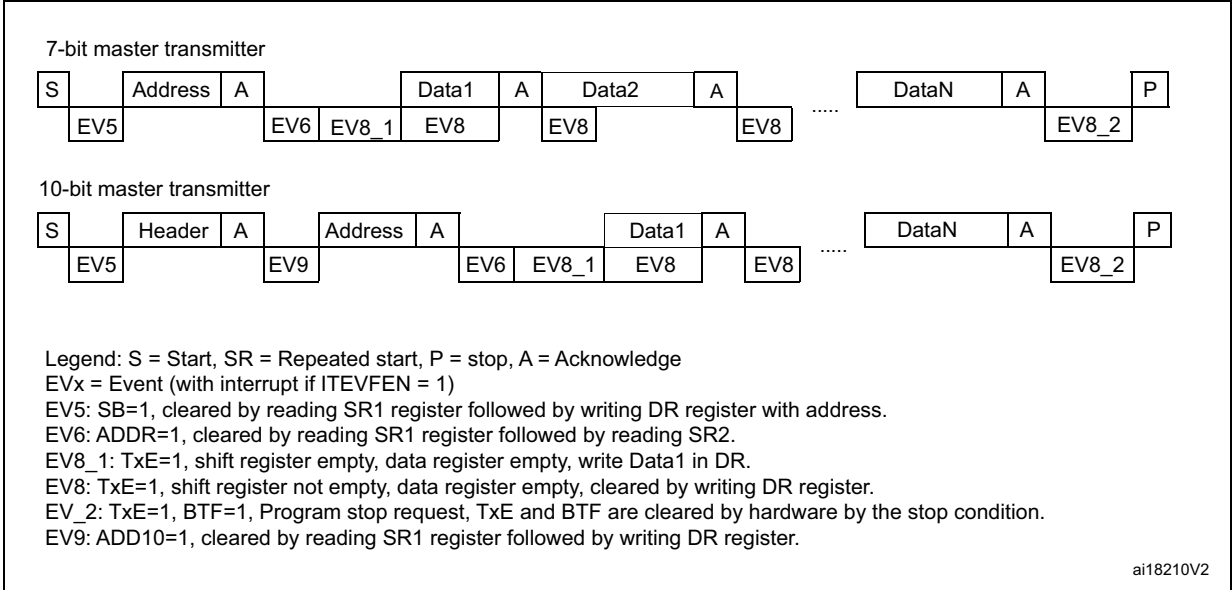 7-bit master transmitter
S Address A Data1 A Data2 A ..... DataN A P
EV5 EV6 EV8_1 EV8 EV8 EV8 EV8_2
10-bit master transmitter
S Header A Address A Data1 A ..... DataN A P
EV5 EV9 EV6 EV8_1 EV8 EV8 EV8_2
Legend: S = Start, SR = Repeated start, P = stop, A = Acknowledge
EVx = Event (with interrupt if ITEVFEN = 1)
EV5: SB=1, cleared by reading SR1 register followed by writing DR register with address.
EV6: ADDR=1, cleared by reading SR1 register followed by reading SR2.
EV8_1: TxE=1, shift register empty, data register empty, write Data1 in DR.
EV8: TxE=1, shift register not empty, data register empty, cleared by writing DR register.
EV_2: TxE=1, BTF=1, Program stop request, TxE and BTF are cleared by hardware by the stop condition.
EV9: ADD10=1, cleared by reading SR1 register followed by writing DR register.
ai18210V2